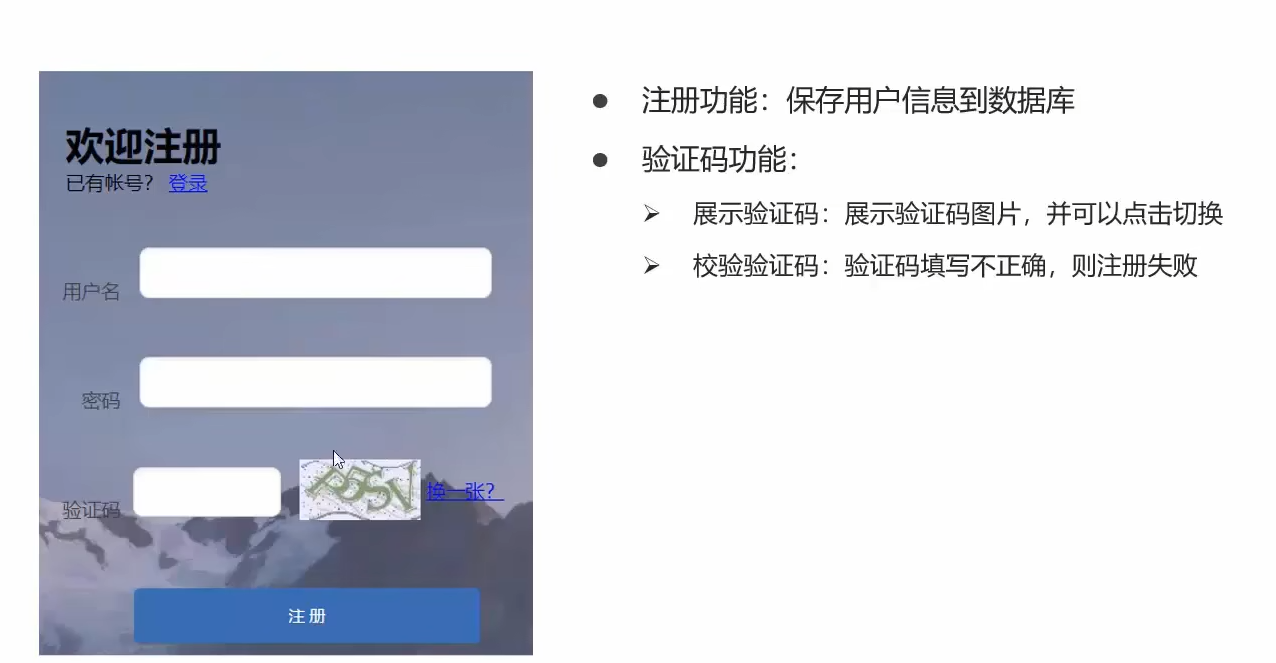 欢迎注册
已有帐号? 登录
用户名
密码
验证码
换一张?
注册
注册功能：保存用户信息到数据库
验证码功能：
展示验证码：展示验证码图片，并可以点击切换
校验验证码：验证码填写不正确，则注册失败